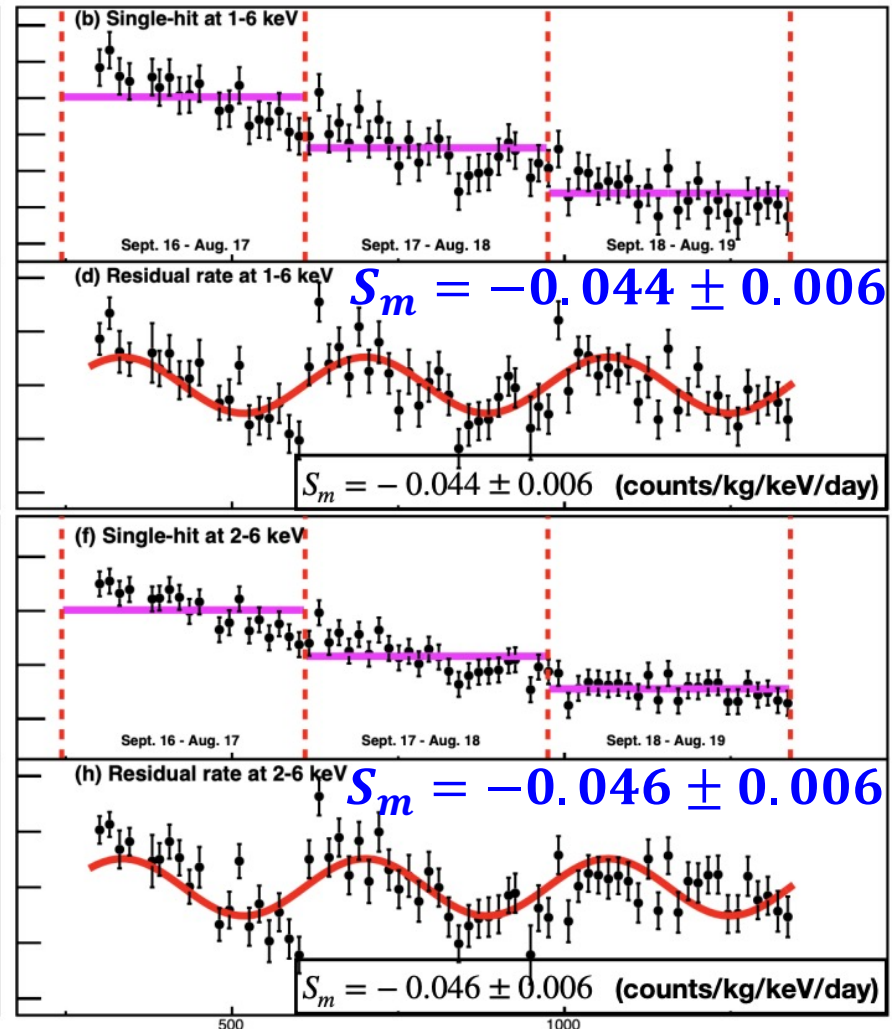 (b) Single-hit at 1-6 keV
Sept. 16 - Aug. 17 Sept. 17 - Aug. 18 Sept. 18 - Aug. 19
(d) Residual rate at 1-6 keV
S_m = −0.044 ± 0.006
S_m = − 0.044 ± 0.006 (counts/kg/keV/day)
(f) Single-hit at 2-6 keV
Sept. 16 - Aug. 17 Sept. 17 - Aug. 18 Sept. 18 - Aug. 19
(h) Residual rate at 2-6 keV
S_m = −0.046 ± 0.006
S_m = − 0.046 ± 0.006 (counts/kg/keV/day)
500 1000